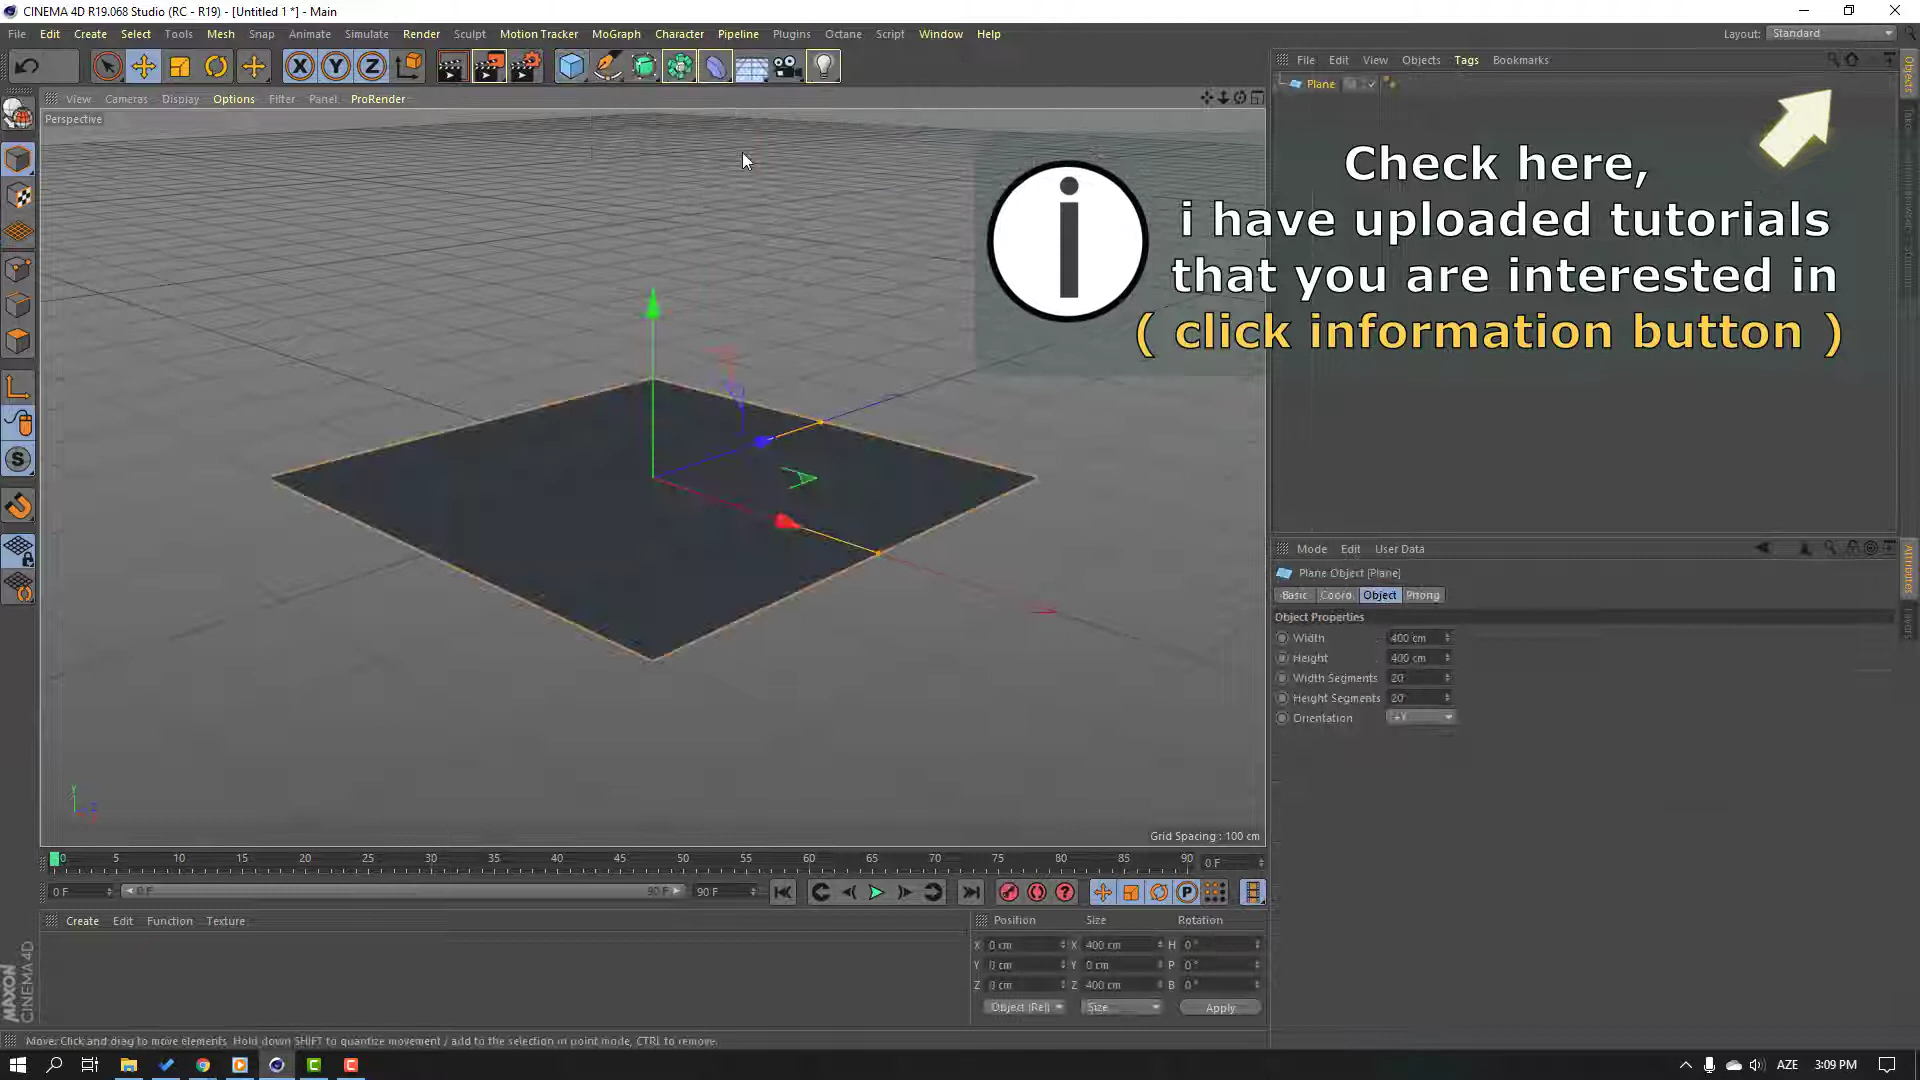 CINEMA 4D R19.068 Studio (RC - R19) - [Untitled 1 *] - Main
File Edit Create Select Tools Mesh Snap Animate Simulate Render Sculpt Motion Tracker MoGraph Character Pipeline Plugins Octane Script Window Help
Layout: Standard
X Y Z
File Edit View Objects Tags Bookmarks
View Cameras Display Options Filter Panel ProRender
Plane
Perspective
Check here,
i have uploaded tutorials
that you are interested in
( click information button )
Objects
Mode Edit User Data
Plane Object [Plane]
Basic Coord. Object Phong
Object Properties
Width 400 cm
Height 400 cm
Width Segments 20
Height Segments 20
Orientation +Y
Attributes
Layers
Grid Spacing : 100 cm
0 5 10 15 20 25 30 35 40 45 50 55 60 65 70 75 80 85 90 0 F
0 F 0 F 90 F 90 F
Create Edit Function Texture
Position Size Rotation
X 0 cm X 400 cm H 0 °
Y 0 cm Y 0 cm P 0 °
Z 0 cm Z 400 cm B 0 °
Object (Rel) Size Apply
MAXON
CINEMA 4D
Move: Click and drag to move elements. Hold down SHIFT to quantize movement / add to the selection in point mode, CTRL to remove.
AZE 3:09 PM